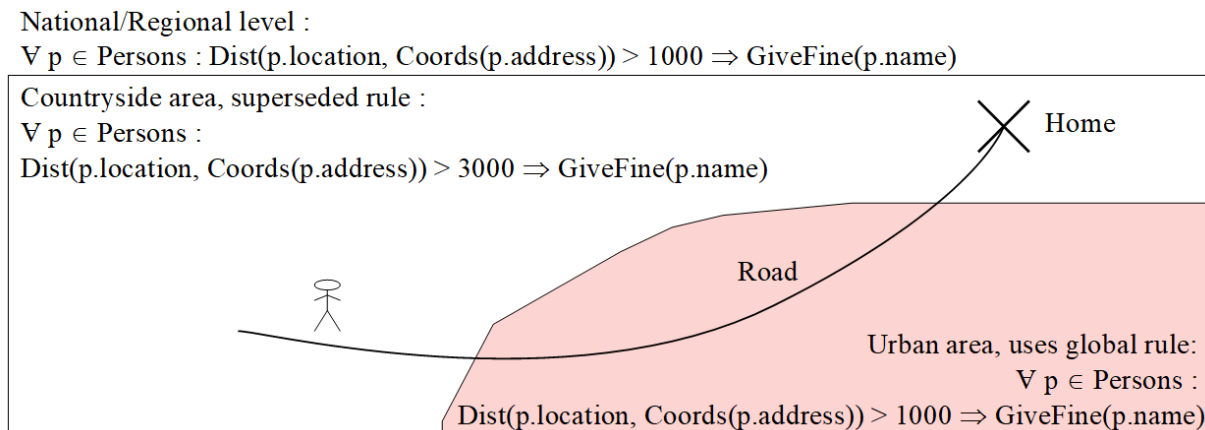 National/Regional level :
∀ p ∈ Persons : Dist(p.location, Coords(p.address)) > 1000 ⇒ GiveFine(p.name)
Countryside area, superseded rule :
∀ p ∈ Persons :
Dist(p.location, Coords(p.address)) > 3000 ⇒ GiveFine(p.name)
Home
Road
Urban area, uses global rule:
∀ p ∈ Persons :
Dist(p.location, Coords(p.address)) > 1000 ⇒ GiveFine(p.name)